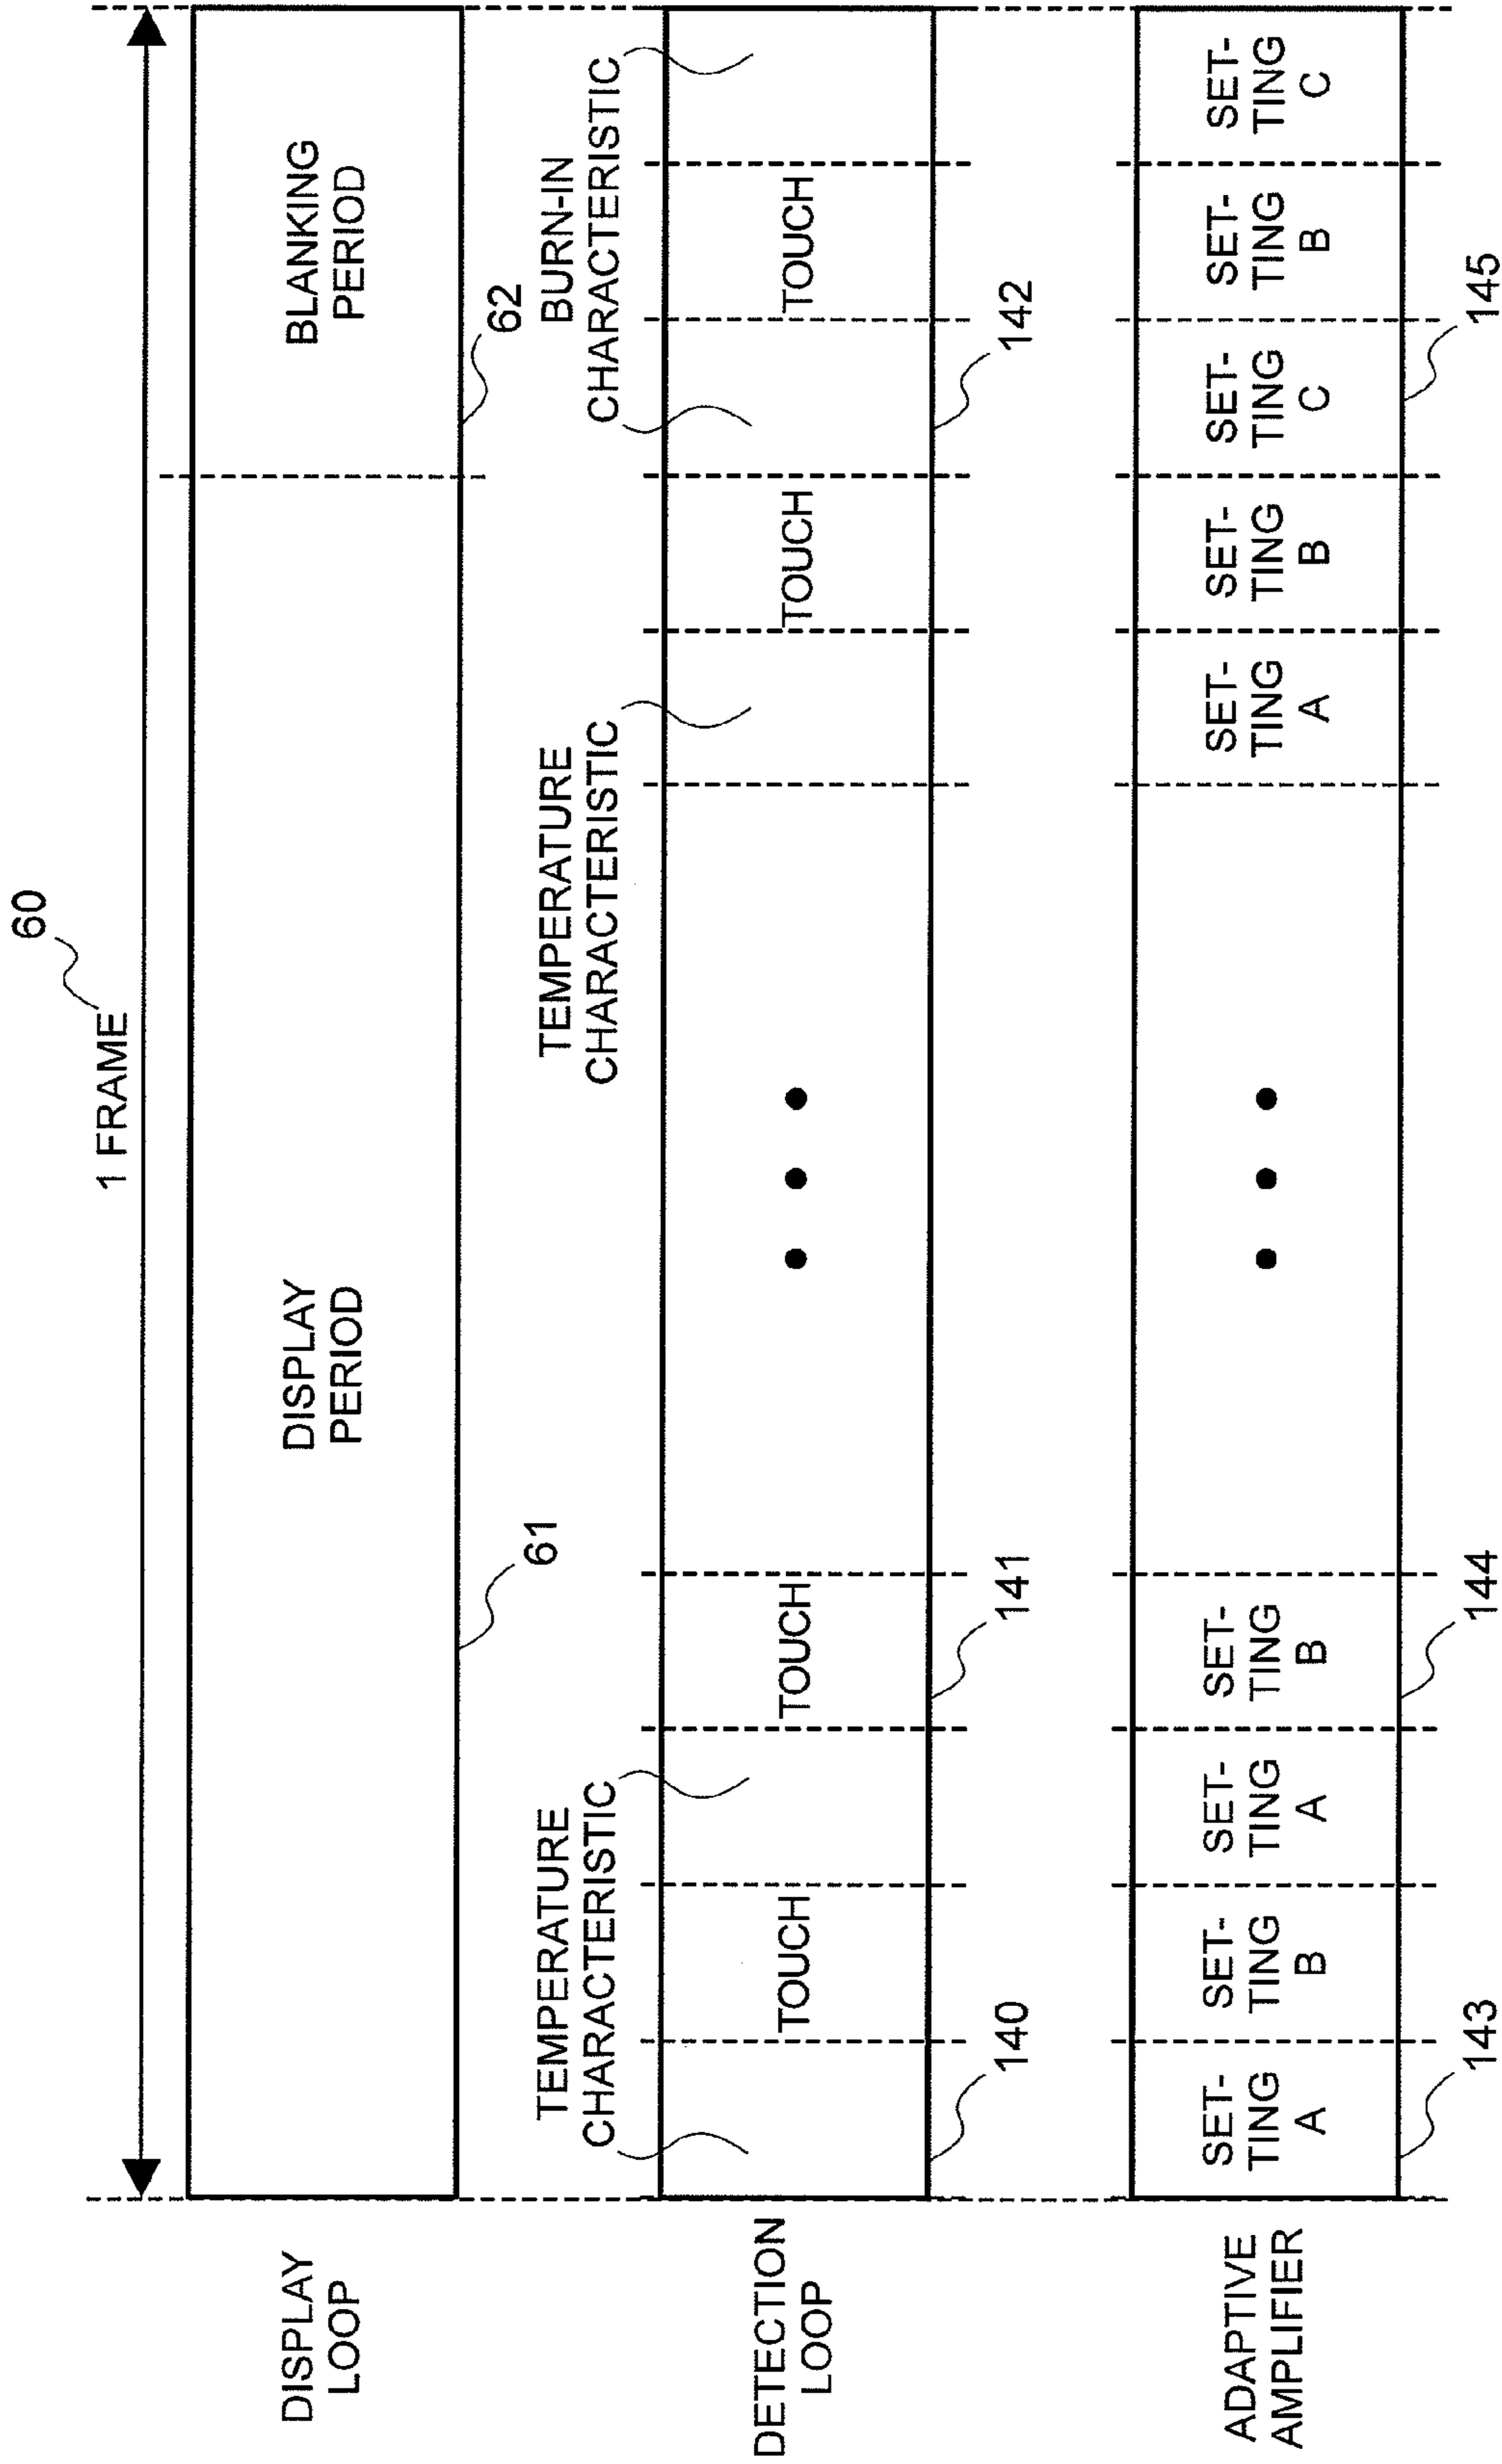 60
1 FRAME
DISPLAY
LOOP
DISPLAY
PERIOD
BLANKING
PERIOD
61
62
TEMPERATURE
CHARACTERISTIC
TEMPERATURE
CHARACTERISTIC
BURN-IN
CHARACTERISTIC
DETECTION
LOOP
TOUCH
TOUCH
TOUCH
TOUCH
140
141
142
ADAPTIVE
AMPLIFIER
SET-
TING
A
SET-
TING
B
SET-
TING
A
SET-
TING
B
SET-
TING
A
SET-
TING
B
SET-
TING
C
SET-
TING
B
SET-
TING
C
143
144
145